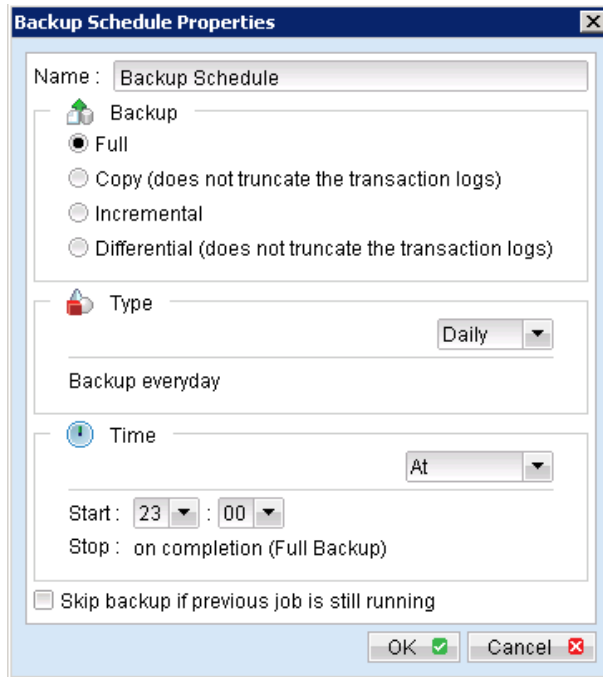 Backup Schedule Properties
Name : Backup Schedule
Backup
Full
Copy (does not truncate the transaction logs)
Incremental
Differential (does not truncate the transaction logs)
Type
Daily
Backup everyday
Time
At
Start : 23 : 00
Stop : on completion (Full Backup)
Skip backup if previous job is still running
OK Cancel